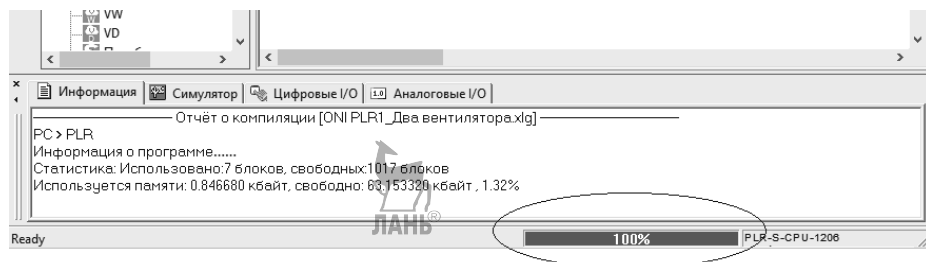 VW
VD
Информация Симулятор Цифровые I/O 1.0 Аналоговые I/O
Отчёт о компиляции [ONI PLR1_Два вентилятора.xlg]
PC > PLR
Информация о программе......
Статистика: Использовано:7 блоков, свободных:1017 блоков
Используется памяти: 0.846680 кбайт, свободно: 63.153320 кбайт , 1.32%
ЛАНЬ®
Ready 100% PLR-S-CPU-1206